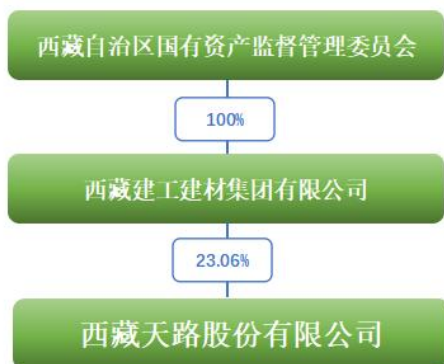 西藏自治区国有资产监督管理委员会
100%
西藏建工建材集团有限公司
23.06%
西藏天路股份有限公司